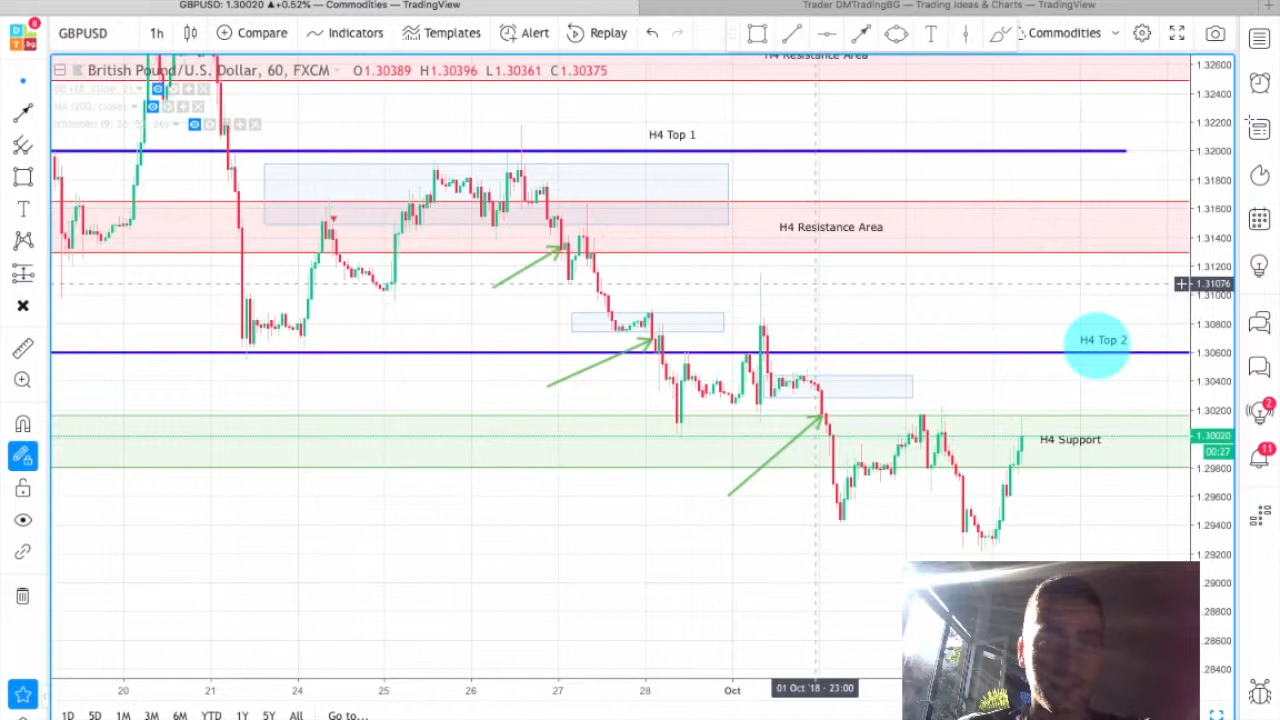 GBPUSD: 1.30020 ▲+0.52% — Commodities — TradingView
Trader DMTradingBG — Trading Ideas & Charts — TradingView
8
GBPUSD
1h
Compare
Indicators
Templates
Alert
Replay
Commodities
British Pound/U.S. Dollar, 60, FXCM
O1.30389 H1.30396 L1.30361 C1.30375
MA (200, close)
H4 Resistance Area
H4 Top 1
H4 Resistance Area
H4 Top 2
H4 Support
1.32600
1.32400
1.32200
1.32000
1.31800
1.31600
1.31400
1.31200
1.31076
1.31000
1.30800
1.30600
1.30400
1.30200
1.30020
00:27
1.29800
1.29600
1.29400
1.29200
1.29000
1.28800
1.28600
1.28400
2
11
20
21
24
25
26
27
28
Oct
01 Oct '18 - 23:00
1D
5D
1M
3M
6M
YTD
1Y
5Y
All
Go to...